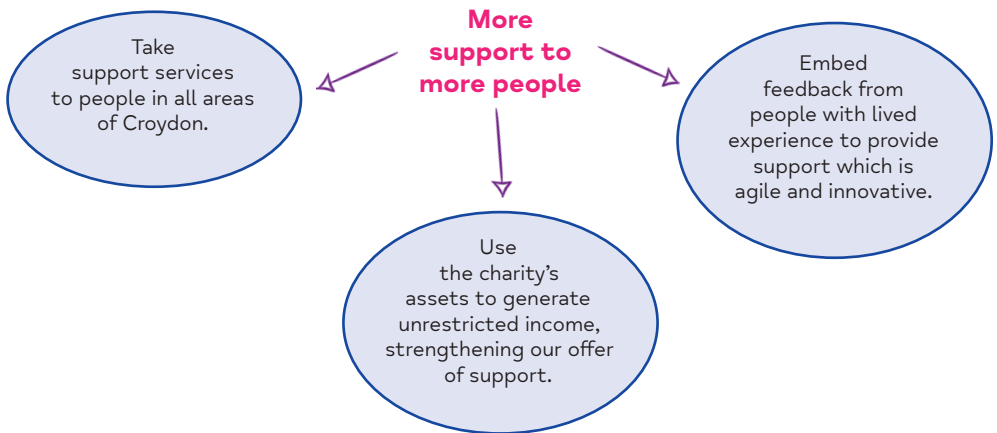 More
support to
more people
Take
support services
to people in all areas
of Croydon.
Use
the charity’s
assets to generate
unrestricted income,
strengthening our offer
of support.
Embed
feedback from
people with lived
experience to provide
support which is
agile and innovative.